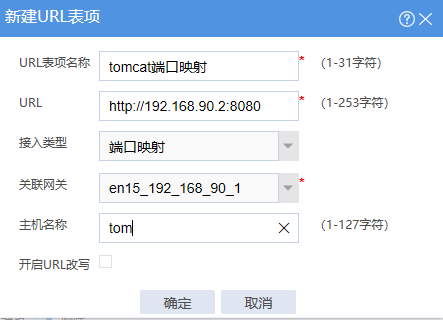 新建URL表项
URL表项名称 tomcat端口映射 * (1-31字符)
URL http://192.168.90.2:8080 * (1-253字符)
接入类型 端口映射
关联网关 en15_192_168_90_1 *
主机名称 tom (1-127字符)
开启URL改写
确定 取消